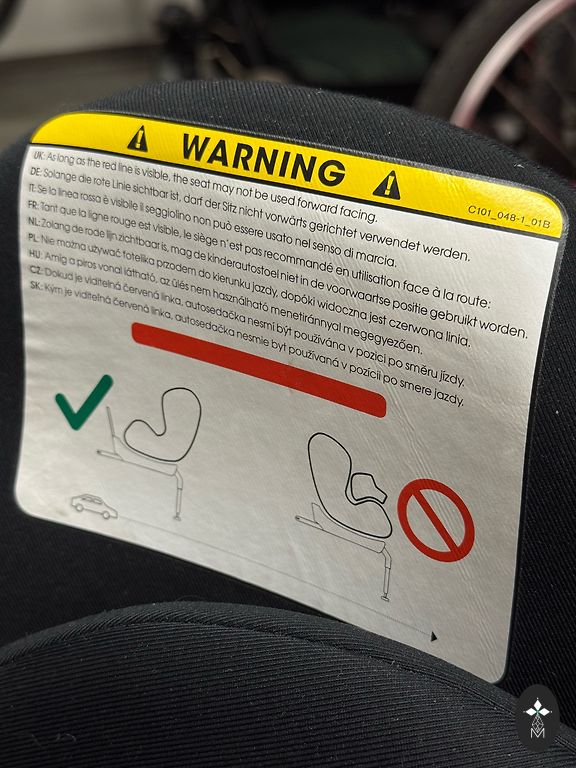 WARNING
C101_048-1_01B
UK: As long as the red line is visible, the seat may not be used forward facing.
DE: Solange die rote Linie sichtbar ist, darf der Sitz nicht vorwärts gerichtet verwendet werden.
IT: Se la linea rossa è visibile il seggiolino non può essere usato nel senso di marcia.
FR: Tant que la ligne rouge est visible, le siège n'est pas recommandé en utilisation face à la route:
NL: Zolang de rode lijn zichtbaar is, mag de kinderautostoel niet in de voorwaartse positie gebruikt worden.
PL: Nie można używać fotelika przodem do kierunku jazdy, dopóki widoczna jest czerwona linia.
HU: Amíg a piros vonal látható, az ülés nem használható menetiránnyal megegyezően.
CZ: Dokud je viditelná červená linka, autosedačka nesmí být používána v pozici po směru jízdy.
SK: Kým je viditeľná červená linka, autosedačka nesmie byť používaná v pozícii po smere jazdy.
M